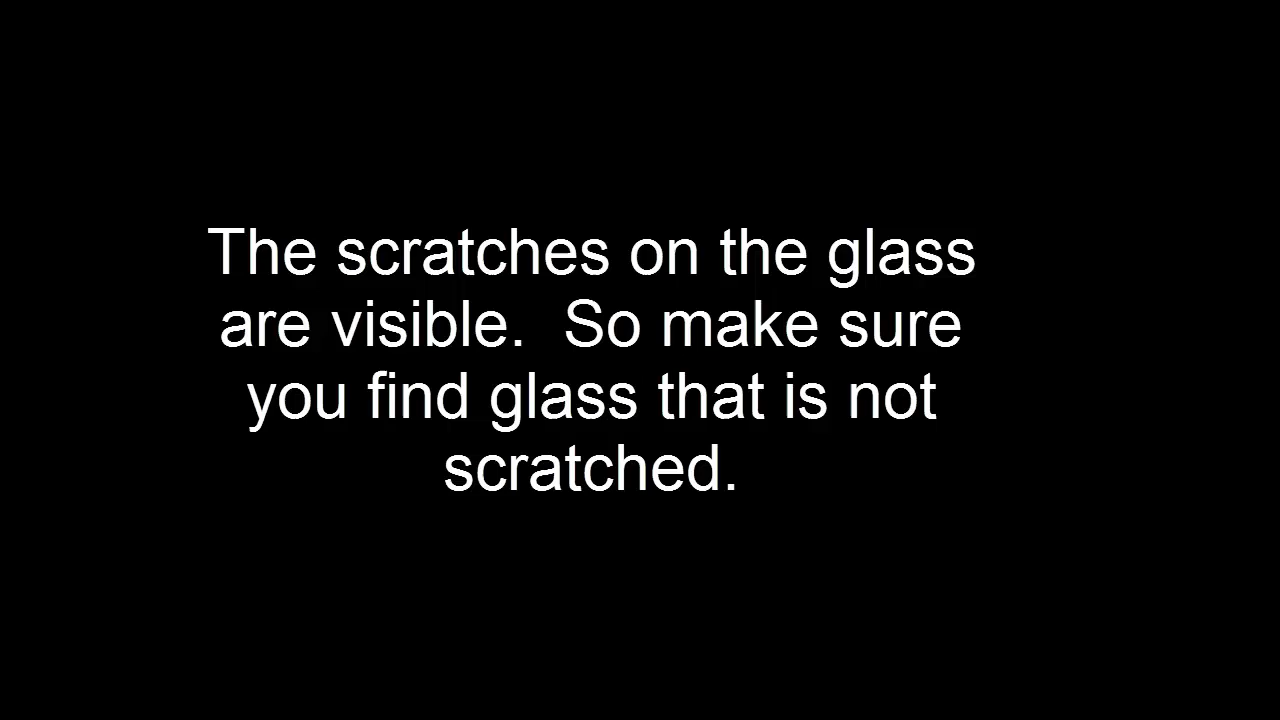 The scratches on the glass
are visible.  So make sure
you find glass that is not
scratched.